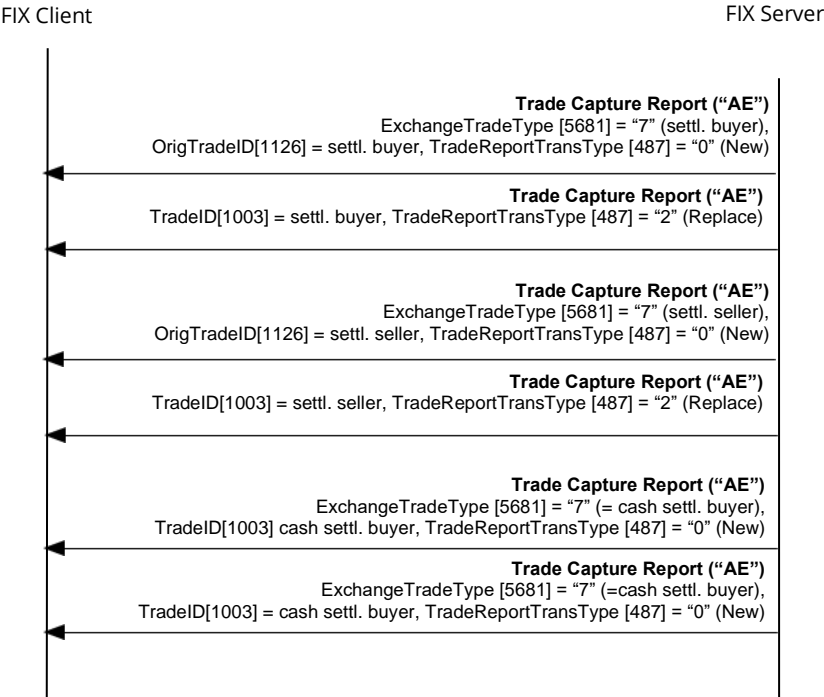 FIX Client
FIX Server
Trade Capture Report (“AE”)
ExchangeTradeType [5681] = “7” (settl. buyer),
OrigTradeID[1126] = settl. buyer, TradeReportTransType [487] = “0” (New)
Trade Capture Report (“AE”)
TradeID[1003] = settl. buyer, TradeReportTransType [487] = “2” (Replace)
Trade Capture Report (“AE”)
ExchangeTradeType [5681] = “7” (settl. seller),
OrigTradeID[1126] = settl. seller, TradeReportTransType [487] = “0” (New)
Trade Capture Report (“AE”)
TradeID[1003] = settl. seller, TradeReportTransType [487] = “2” (Replace)
Trade Capture Report (“AE”)
ExchangeTradeType [5681] = “7” (= cash settl. buyer),
TradeID[1003] cash settl. buyer, TradeReportTransType [487] = “0” (New)
Trade Capture Report (“AE”)
ExchangeTradeType [5681] = “7” (=cash settl. buyer),
TradeID[1003] = cash settl. buyer, TradeReportTransType [487] = “0” (New)